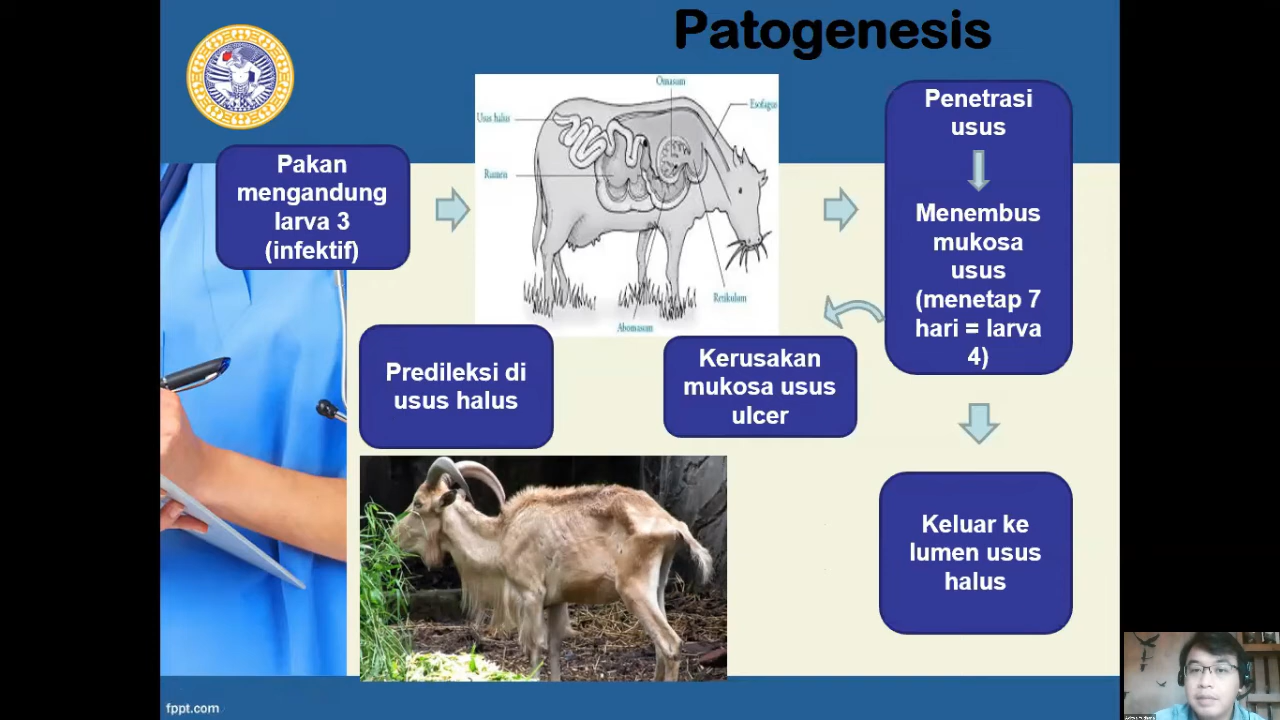 Patogenesis
Pakan
mengandung
larva 3
(infektif)
Omasum
Esofagus
Usus halus
Rumen
Retikulum
Abomasum
Penetrasi
usus
Menembus
mukosa
usus
(menetap 7
hari = larva
4)
Predileksi di
usus halus
Kerusakan
mukosa usus
ulcer
Keluar ke
lumen usus
halus
fppt.com